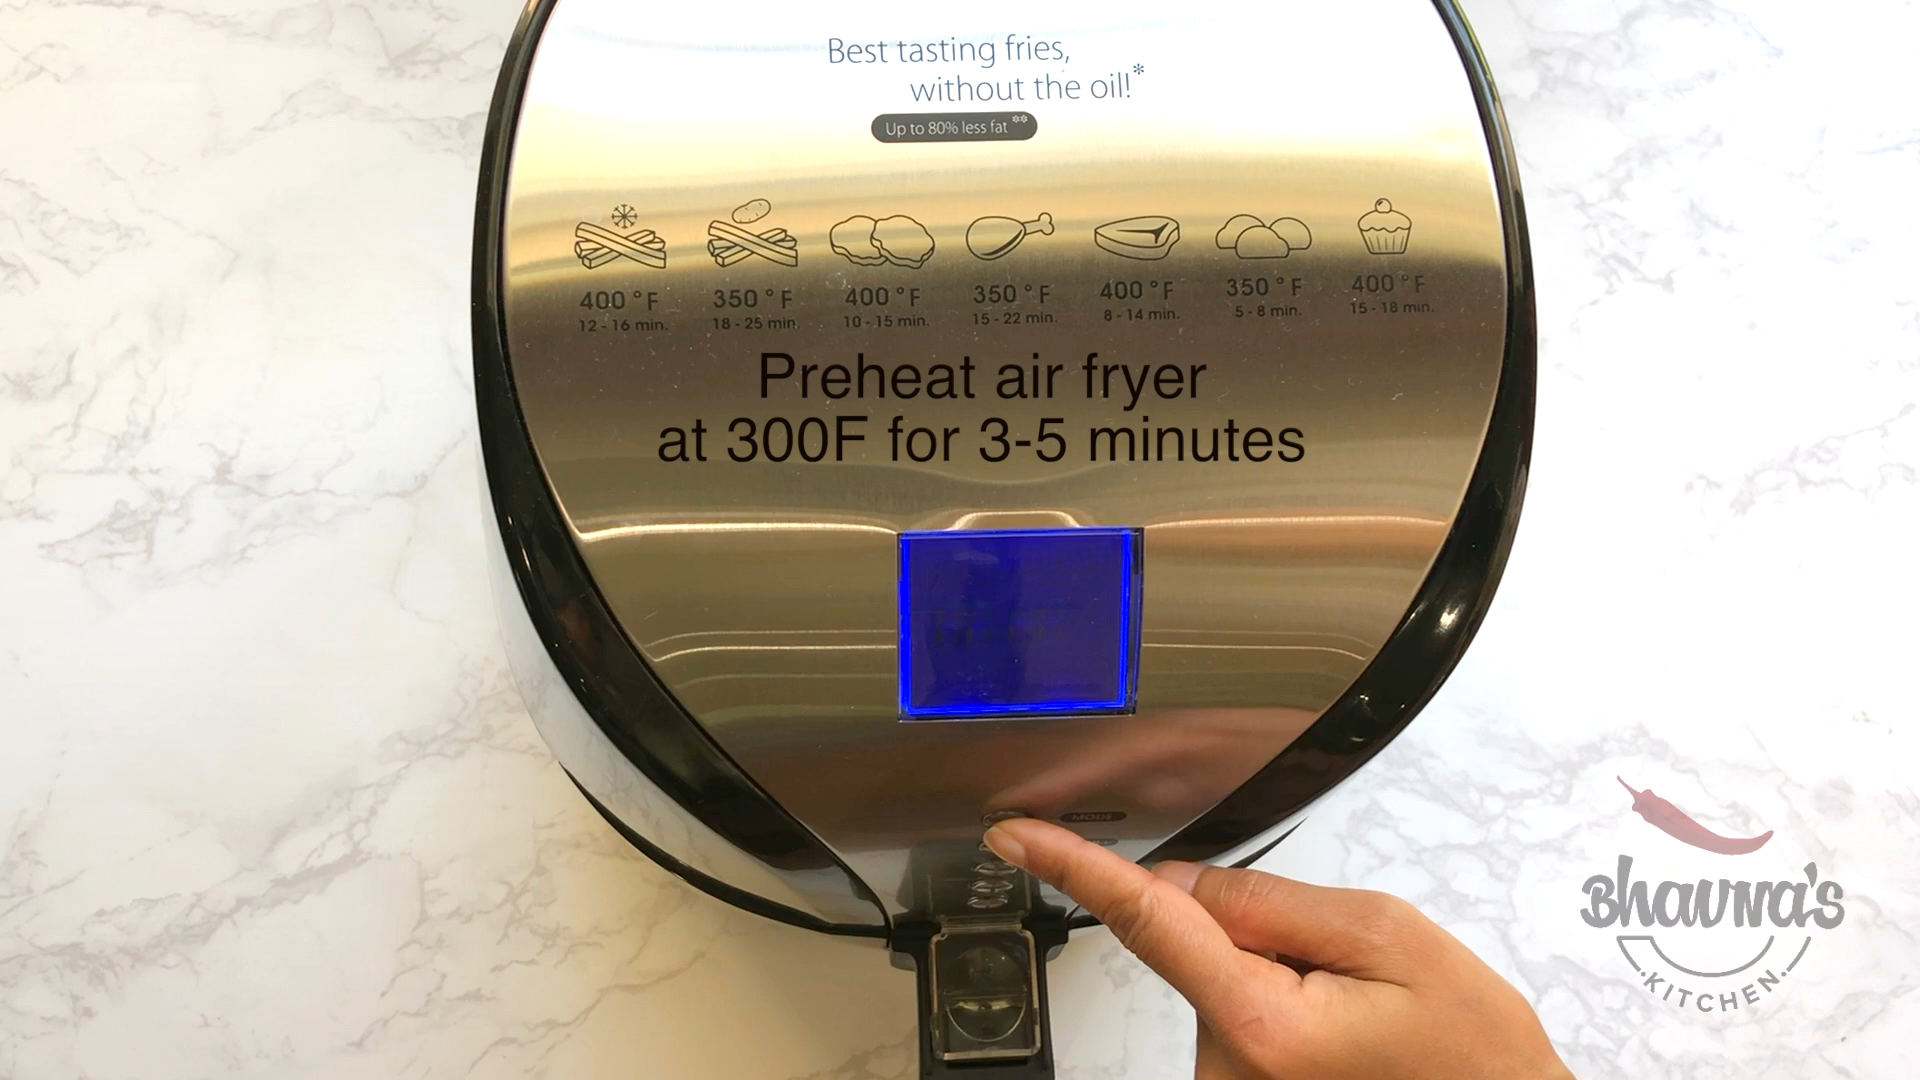 Best tasting fries,
without the oil!*
Up to 80% less fat **
400 °F 350 °F 400 °F 350 °F 400 °F 350 °F 400 °F
12 - 16 min. 18 - 25 min. 10 - 15 min. 15 - 22 min. 8 - 14 min. 5 - 8 min. 15 - 18 min.
Preheat air fryer
at 300F for 3-5 minutes
MODE
Bhavna's
KITCHEN